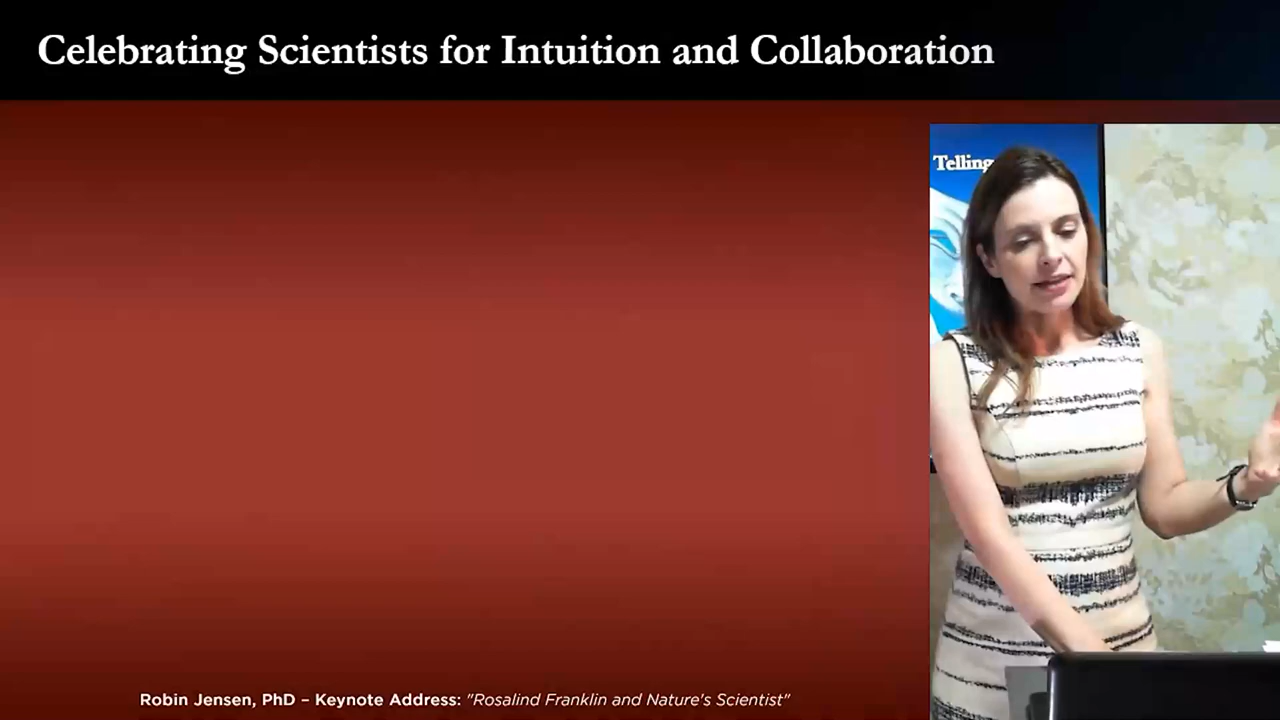 Celebrating Scientists for Intuition and Collaboration
Telling
Robin Jensen, PhD – Keynote Address: "Rosalind Franklin and Nature's Scientist"